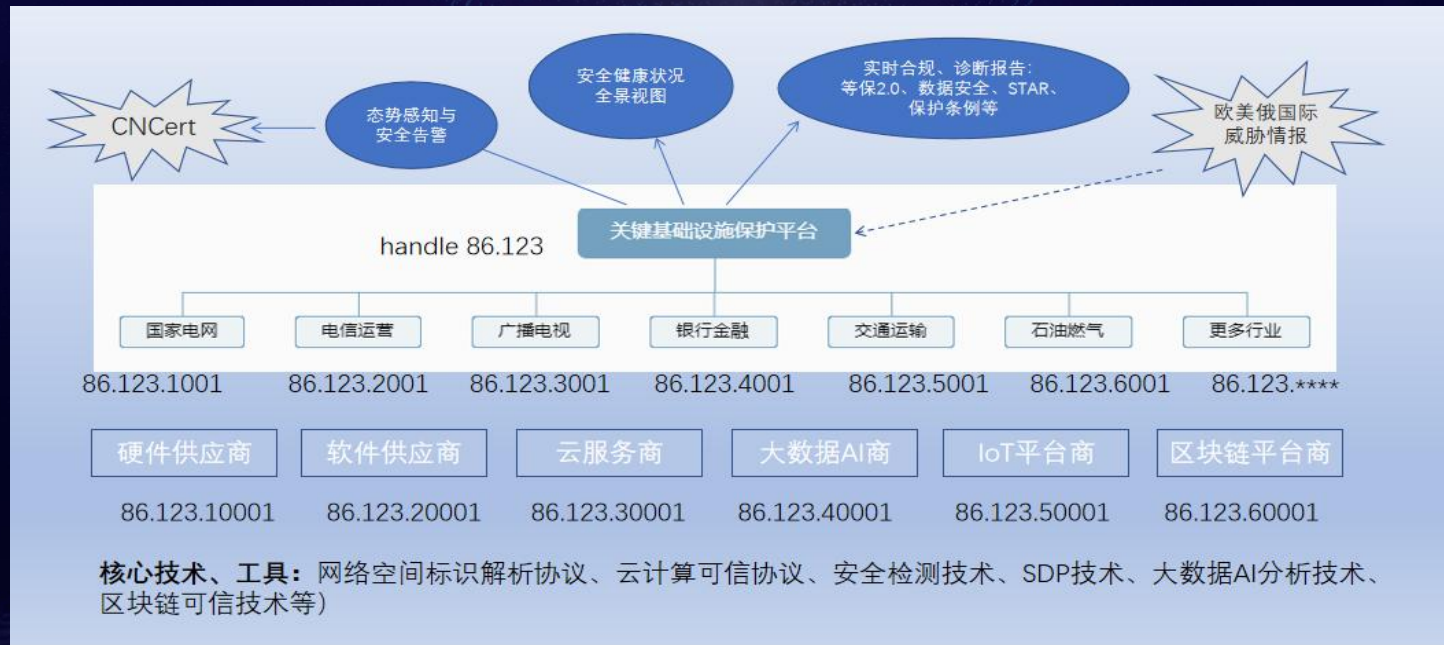 安全健康状况
全景视图
实时合规、诊断报告：
等保2.0、数据安全、STAR、
保护条例等
CNCert
态势感知与
安全告警
欧美俄国际
威胁情报
关键基础设施保护平台
handle 86.123
国家电网 电信运营 广播电视 银行金融 交通运输 石油燃气 更多行业
86.123.1001 86.123.2001 86.123.3001 86.123.4001 86.123.5001 86.123.6001 86.123.****
硬件供应商 软件供应商 云服务商 大数据AI商 IoT平台商 区块链平台商
86.123.10001 86.123.20001 86.123.30001 86.123.40001 86.123.50001 86.123.60001
核心技术、工具：网络空间标识解析协议、云计算可信协议、安全检测技术、SDP技术、大数据AI分析技术、
区块链可信技术等）